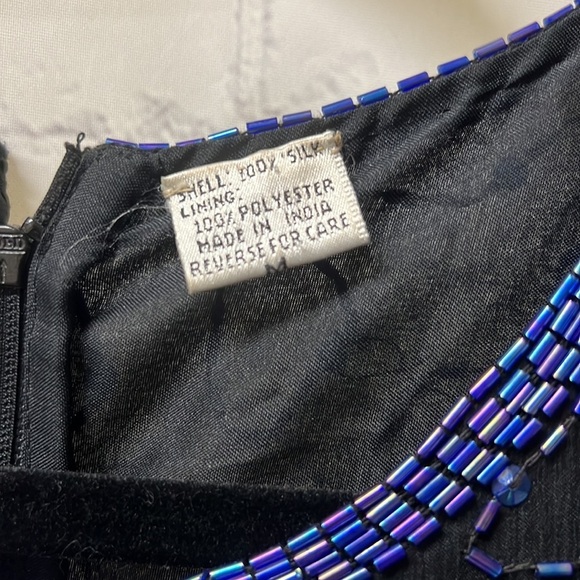 SHELL: 100% SILK
LINING:
100% POLYESTER
MADE IN INDIA
REVERSE FOR CARE
M